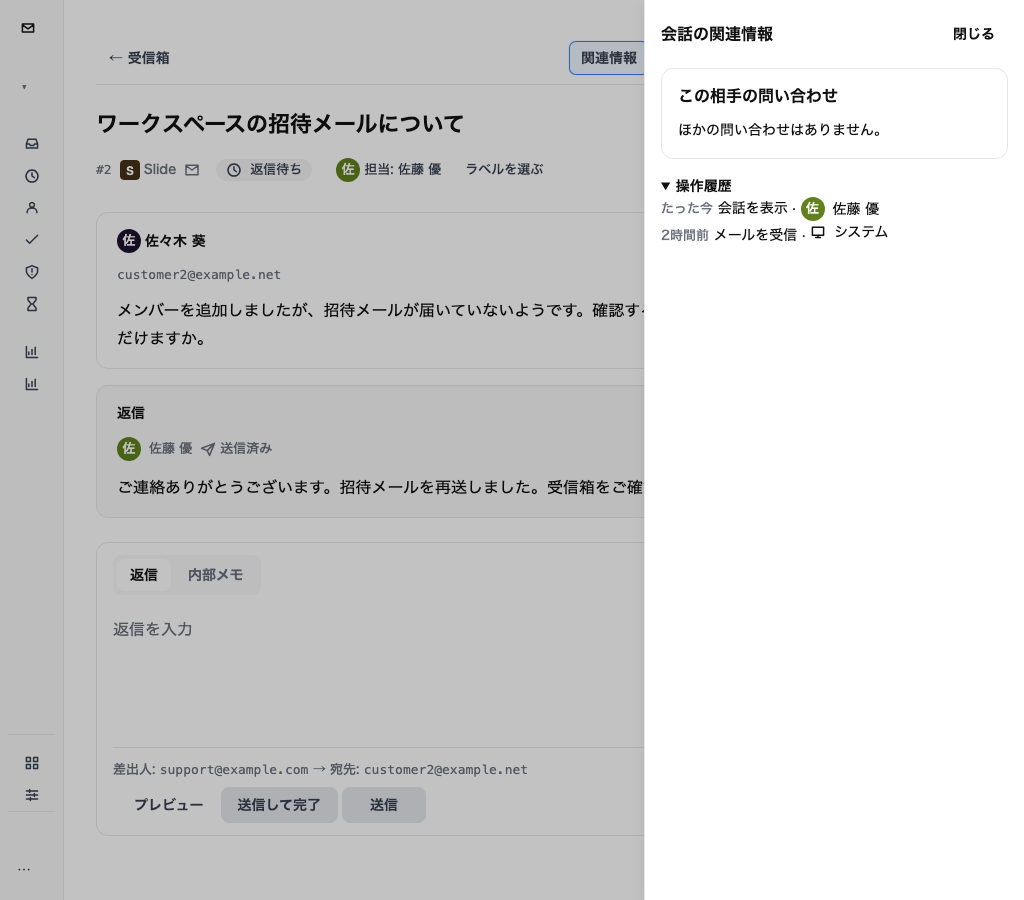 ← 受信箱
関連情報
ワークスペースの招待メールについて
#2 S Slide 返信待ち 佐 担当: 佐藤 優 ラベルを選ぶ
佐 佐々木 葵
customer2@example.net
メンバーを追加しましたが、招待メールが届いていないようです。確認す
だけますか。
返信
佐 佐藤 優 送信済み
ご連絡ありがとうございます。招待メールを再送しました。受信箱をご確
返信 内部メモ
返信を入力
差出人: support@example.com → 宛先: customer2@example.net
プレビュー 送信して完了 送信
...
会話の関連情報 閉じる
この相手の問い合わせ
ほかの問い合わせはありません。
▼ 操作履歴
たった今 会話を表示 · 佐 佐藤 優
2時間前 メールを受信 · システム